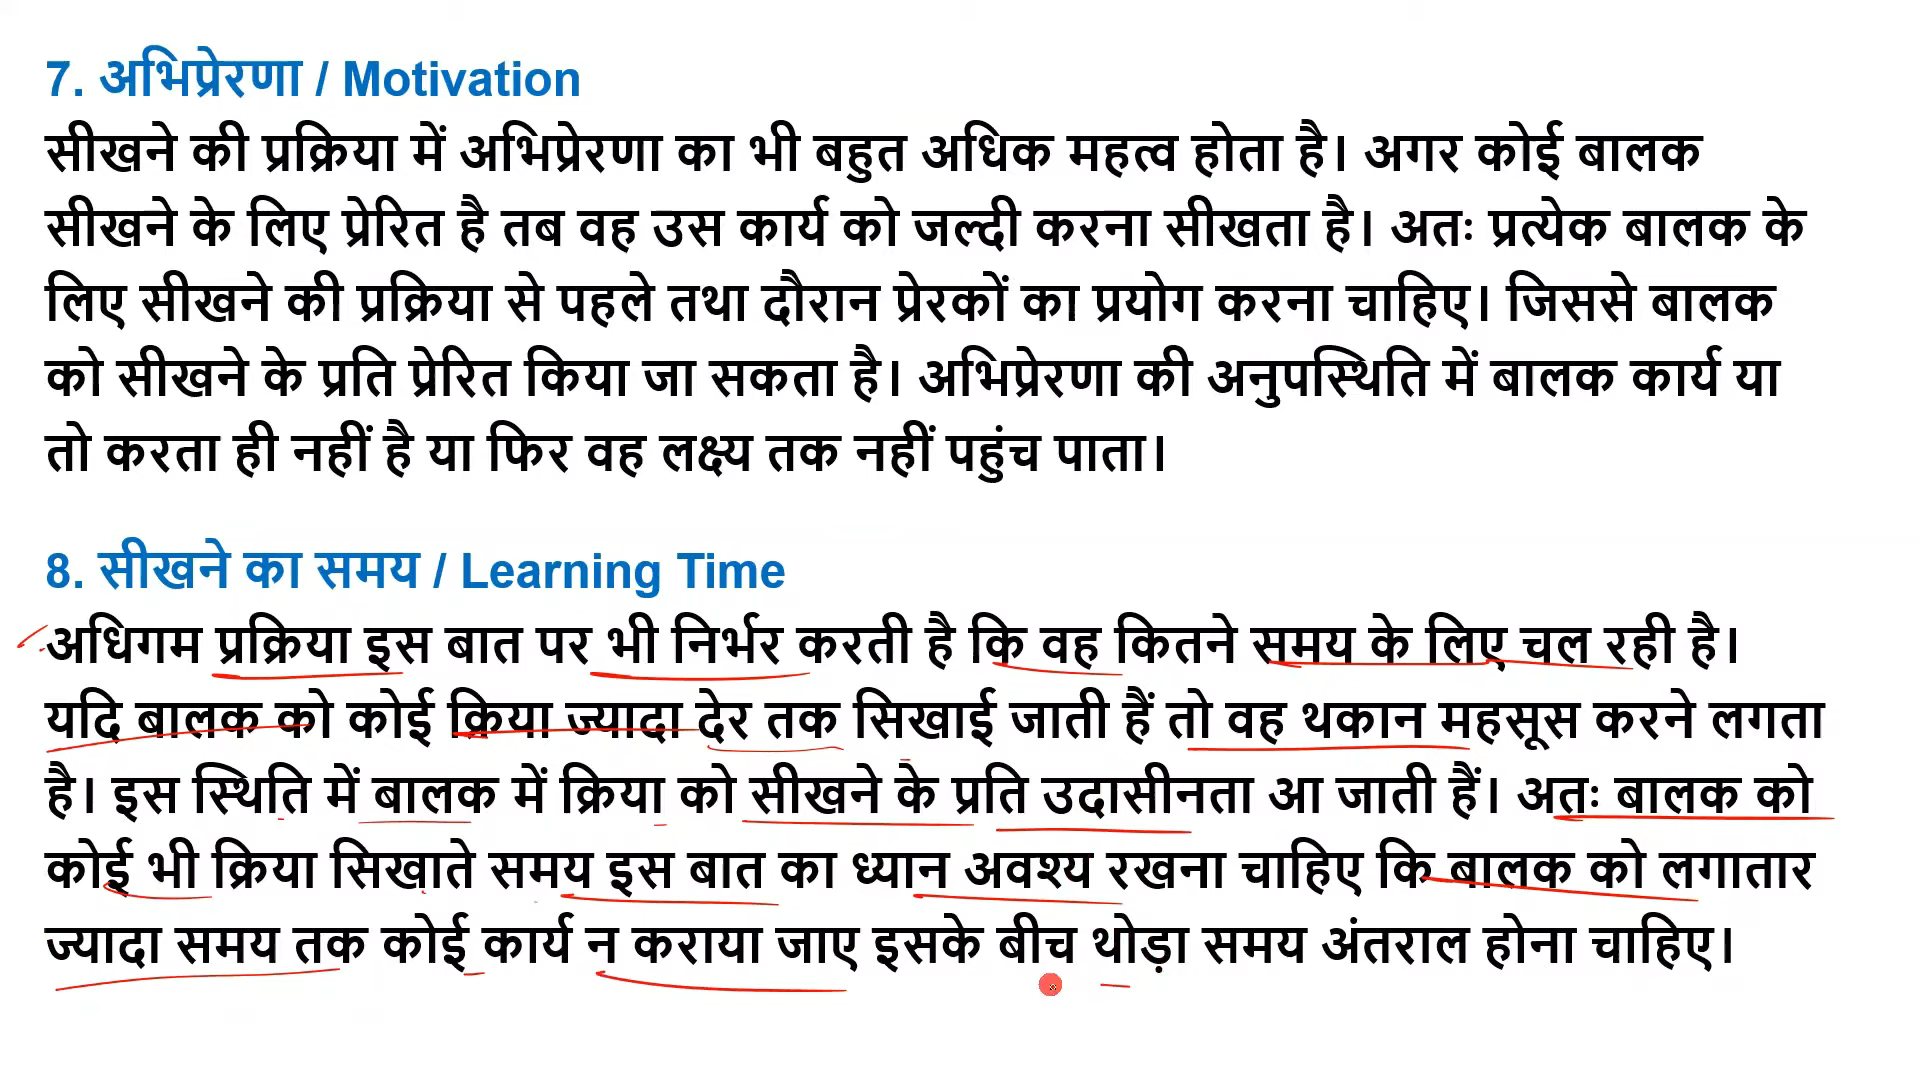 7. अभिप्रेरणा / Motivation
सीखने की प्रक्रिया में अभिप्रेरणा का भी बहुत अधिक महत्व होता है। अगर कोई बालक
सीखने के लिए प्रेरित है तब वह उस कार्य को जल्दी करना सीखता है। अतः प्रत्येक बालक के
लिए सीखने की प्रक्रिया से पहले तथा दौरान प्रेरकों का प्रयोग करना चाहिए। जिससे बालक
को सीखने के प्रति प्रेरित किया जा सकता है। अभिप्रेरणा की अनुपस्थिति में बालक कार्य या
तो करता ही नहीं है या फिर वह लक्ष्य तक नहीं पहुंच पाता।
8. सीखने का समय / Learning Time
अधिगम प्रक्रिया इस बात पर भी निर्भर करती है कि वह कितने समय के लिए चल रही है।
यदि बालक को कोई क्रिया ज्यादा देर तक सिखाई जाती हैं तो वह थकान महसूस करने लगता
है। इस स्थिति में बालक में क्रिया को सीखने के प्रति उदासीनता आ जाती हैं। अतः बालक को
कोई भी क्रिया सिखाते समय इस बात का ध्यान अवश्य रखना चाहिए कि बालक को लगातार
ज्यादा समय तक कोई कार्य न कराया जाए इसके बीच थोड़ा समय अंतराल होना चाहिए।